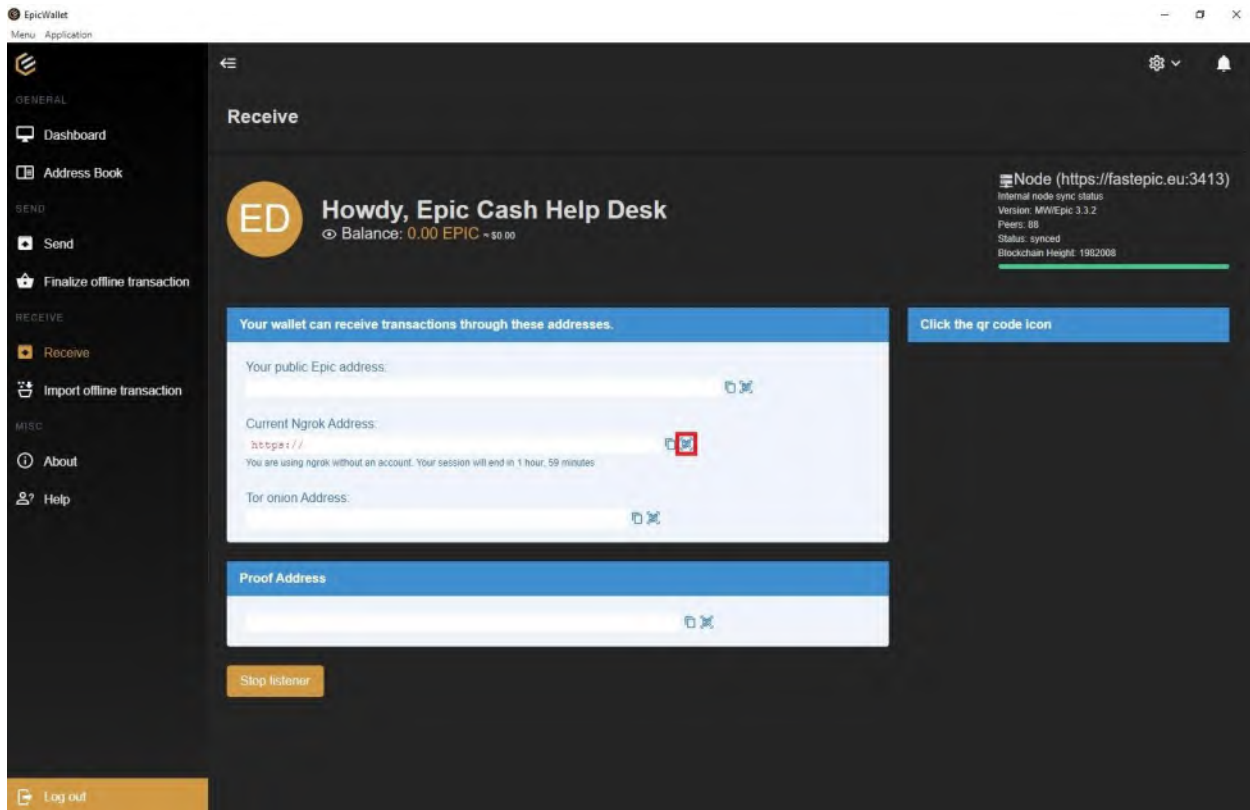 EpicWallet
Menu Application
GENERAL
Dashboard
Address Book
SEND
Send
Finalize offline transaction
RECEIVE
Receive
Import offline transaction
MISC
About
Help
Log out
Receive
ED
Howdy, Epic Cash Help Desk
Balance: 0.00 EPIC ~ $0.00
Node (https://fastepic.eu:3413)
Internal node sync status
Version: MW/Epic 3.3.2
Peers: 88
Status: synced
Blockchain Height: 1982008
Your wallet can receive transactions through these addresses.
Your public Epic address:
Current Ngrok Address:
https://
You are using ngrok without an account. Your session will end in 1 hour, 59 minutes
Tor onion Address:
Click the qr code icon
Proof Address
Stop listener